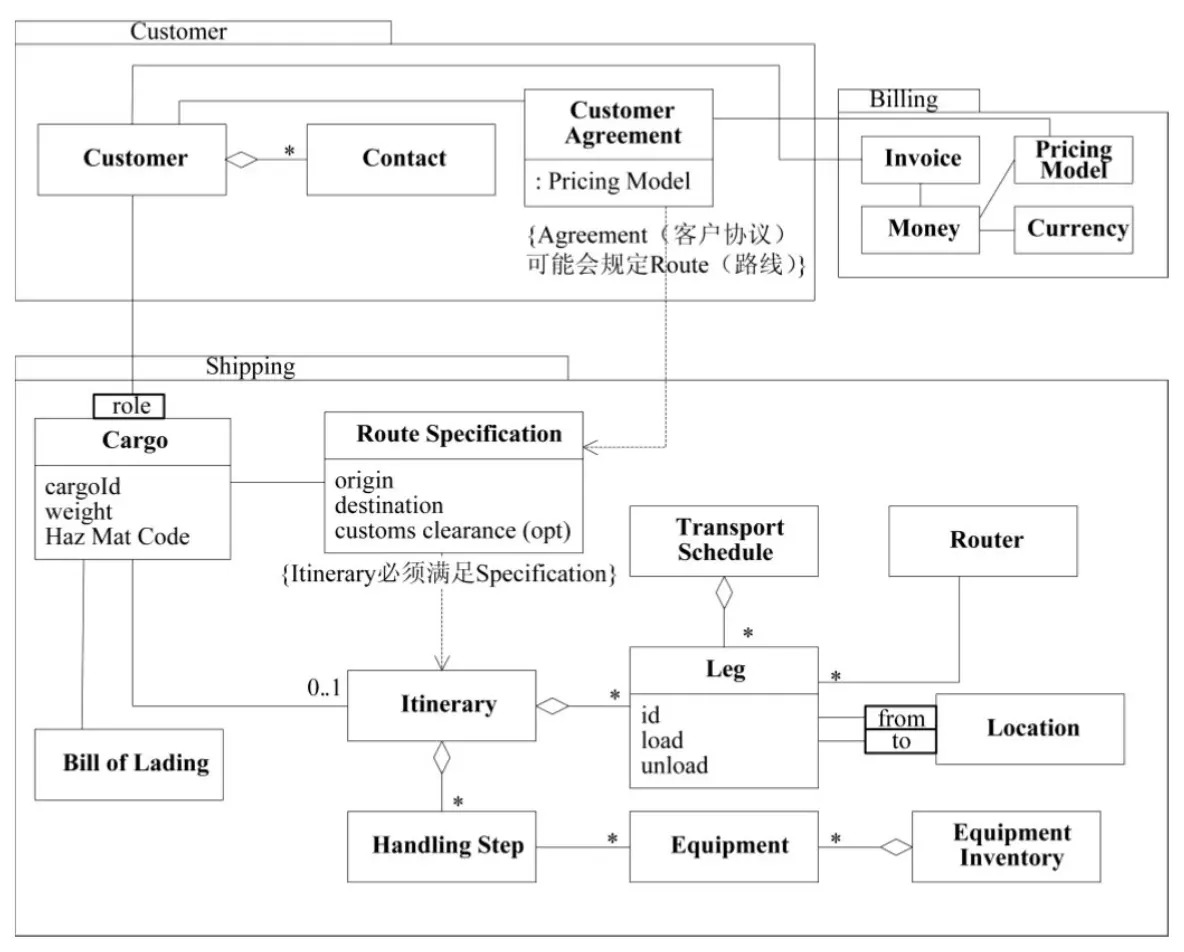 Customer
Customer
*
Contact
Customer
Agreement
: Pricing Model
{Agreement（客户协议）
可能会规定Route（路线）}
Billing
Invoice
Pricing
Model
Money
Currency
Shipping
role
Cargo
cargoId
weight
Haz Mat Code
Route Specification
origin
destination
customs clearance (opt)
{Itinerary必须满足Specification}
Transport
Schedule
*
Router
*
0..1
Itinerary
*
Leg
id
load
unload
from
to
Location
Bill of Lading
*
Handling Step
*
Equipment
*
Equipment
Inventory